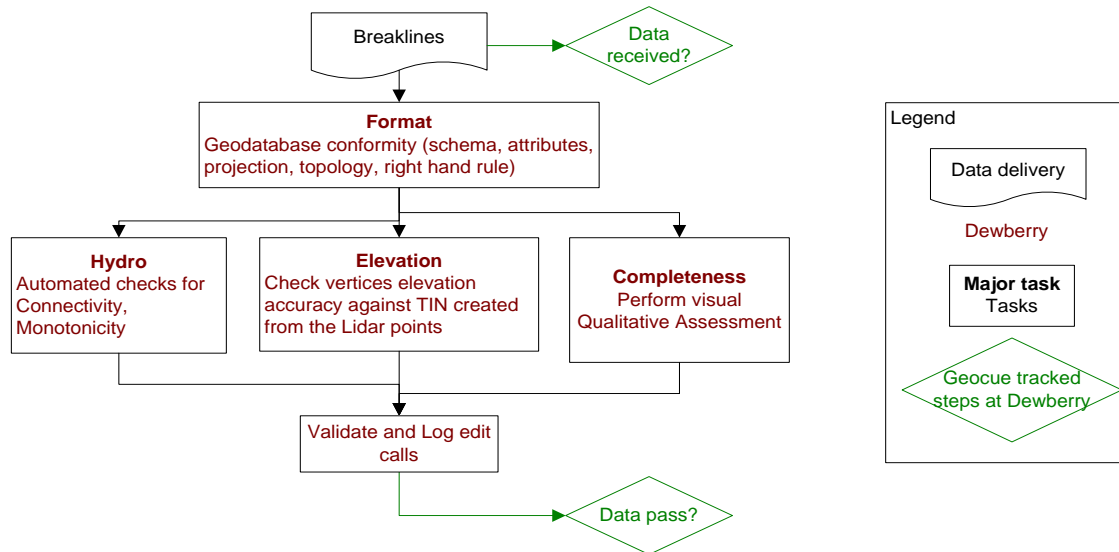 Breaklines
Data
received?
Format
Geodatabase conformity (schema, attributes,
projection, topology, right hand rule)
Hydro
Automated checks for
Connectivity,
Monotonicity
Elevation
Check vertices elevation
accuracy against TIN created
from the Lidar points
Completeness
Perform visual
Qualitative Assessment
Validate and Log edit
calls
Data pass?
Legend
Data delivery
Dewberry
Major task
Tasks
Geocue tracked
steps at Dewberry